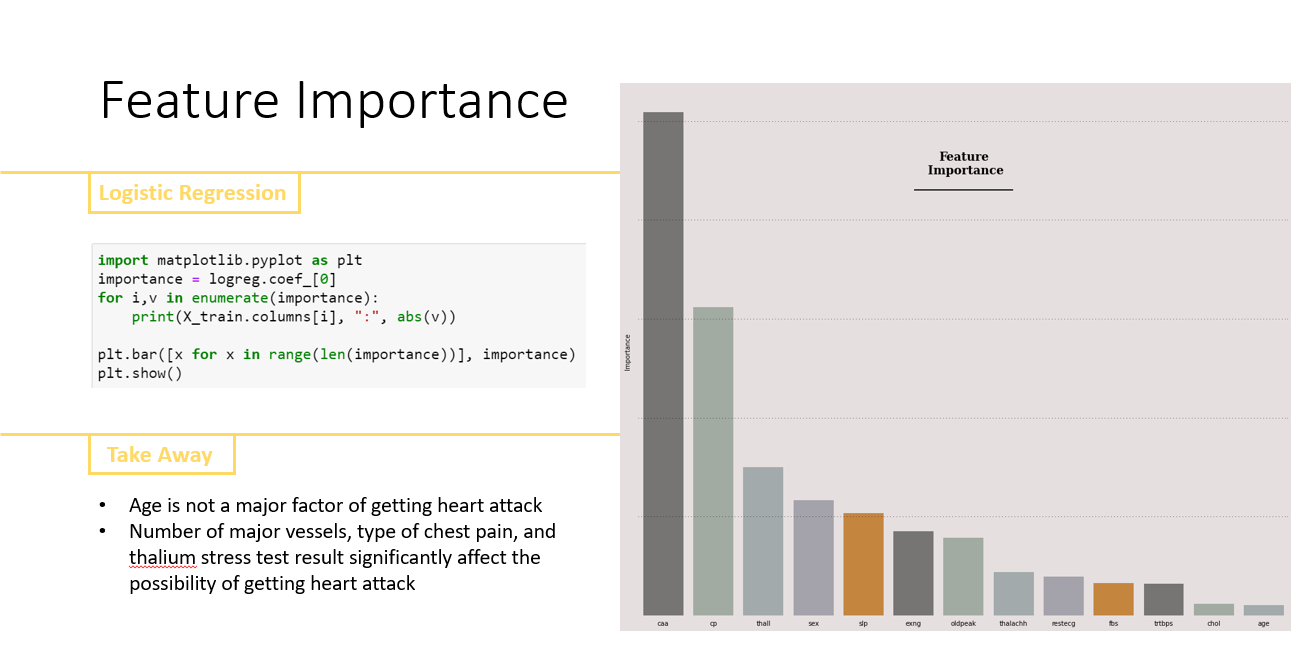 Feature Importance
Logistic Regression
import matplotlib.pyplot as plt
importance = logreg.coef_[0]
for i,v in enumerate(importance):
    print(X_train.columns[i], ":", abs(v))
plt.bar([x for x in range(len(importance))], importance)
plt.show()
Take Away
• Age is not a major factor of getting heart attack
• Number of major vessels, type of chest pain, and
thalium stress test result significantly affect the
possibility of getting heart attack
Feature
Importance
Importance
caa cp thall sex slp exng oldpeak thalachh restecg fbs trtbps chol age